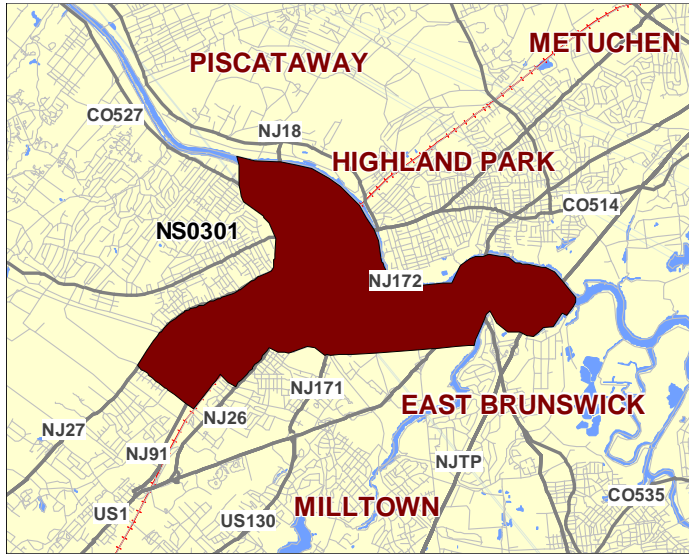 METUCHEN
PISCATAWAY
CO527
NJ18
HIGHLAND PARK
CO514
NS0301
NJ172
NJ171
EAST BRUNSWICK
NJ26
NJ27
NJ91
NJTP
CO535
MILLTOWN
US1
US130